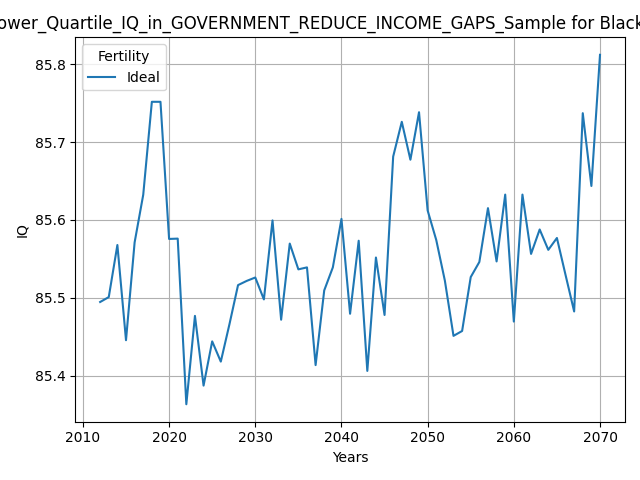 ower_Quartile_IQ_in_GOVERNMENT_REDUCE_INCOME_GAPS_Sample for Black
Fertility
Ideal
85.8
85.7
85.6
85.5
85.4
IQ
2010 2020 2030 2040 2050 2060 2070
Years